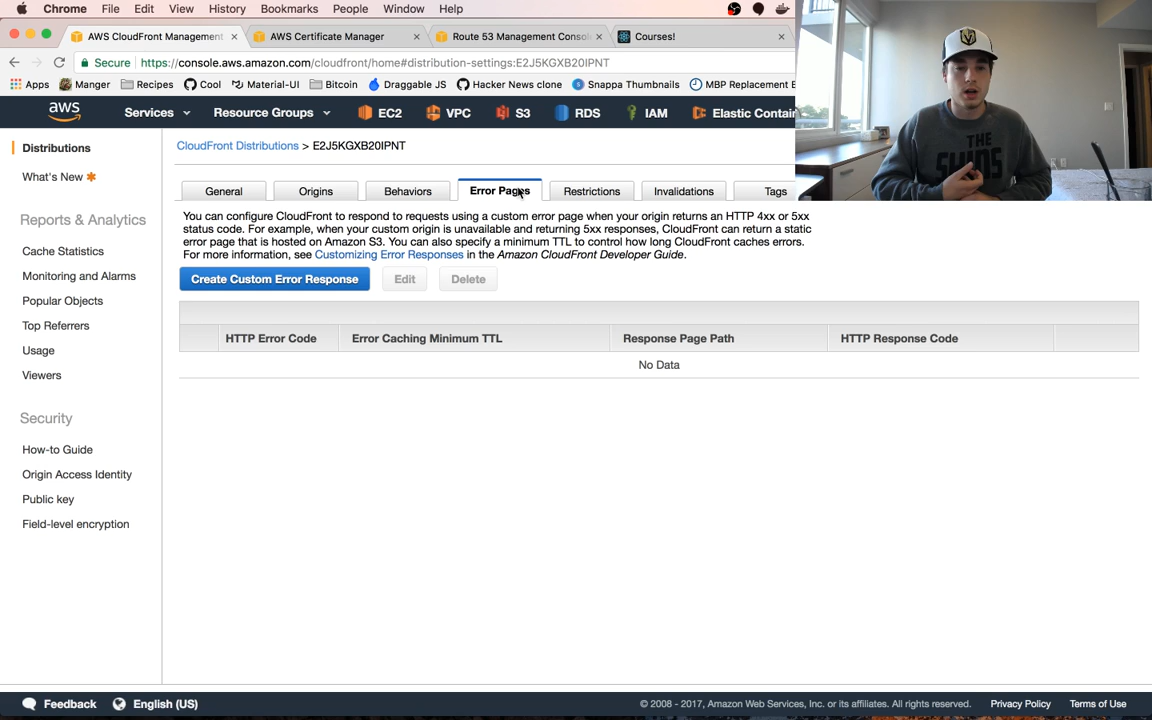 Chrome File Edit View History Bookmarks People Window Help
AWS CloudFront Management AWS Certificate Manager Route 53 Management Conso Courses!
Secure https://console.aws.amazon.com/cloudfront/home#distribution-settings:E2J5KGXB20IPNT
Apps Manger Recipes Cool Material-UI Bitcoin Draggable JS Hacker News clone Snappa Thumbnails MBP Replacement B
aws Services Resource Groups EC2 VPC S3 RDS IAM Elastic Contain
Distributions
What's New
Reports & Analytics
Cache Statistics
Monitoring and Alarms
Popular Objects
Top Referrers
Usage
Viewers
Security
How-to Guide
Origin Access Identity
Public key
Field-level encryption
CloudFront Distributions > E2J5KGXB20IPNT
General Origins Behaviors Error Pages Restrictions Invalidations Tags
You can configure CloudFront to respond to requests using a custom error page when your origin returns an HTTP 4xx or 5xx
status code. For example, when your custom origin is unavailable and returning 5xx responses, CloudFront can return a static
error page that is hosted on Amazon S3. You can also specify a minimum TTL to control how long CloudFront caches errors.
For more information, see Customizing Error Responses in the Amazon CloudFront Developer Guide.
Create Custom Error Response Edit Delete
HTTP Error Code Error Caching Minimum TTL Response Page Path HTTP Response Code
No Data
THE
Feedback English (US) © 2008 - 2017, Amazon Web Services, Inc. or its affiliates. All rights reserved. Privacy Policy Terms of Use